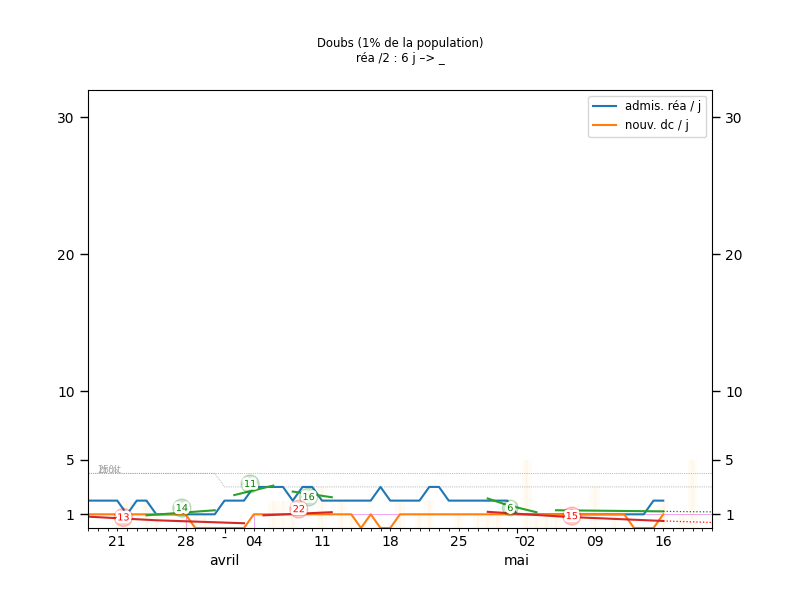 Doubs (1% de la population)
réa /2 : 6 j –> _
admis. réa / j
nouv. dc / j
30 30
20 20
10 10
5 5
1 1
11
16
14
22
13
6
15
21 28 - 04 11 18 25 - 02 09 16
avril mai